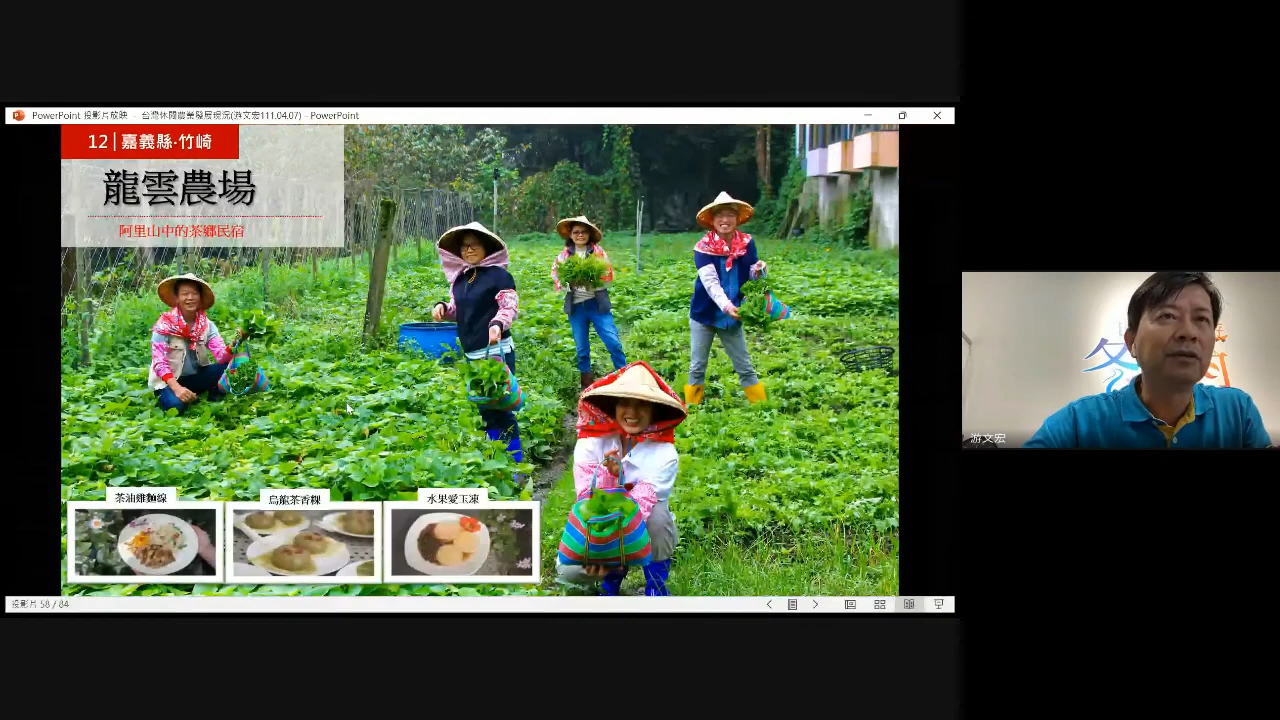 PowerPoint 投影片放映 - 台灣休閒農業發展現況(游文宏111.04.07) - PowerPoint
12│嘉義縣·竹崎
龍雲農場
阿里山中的茶鄉民宿
茶油雞麵線
烏龍茶香粿
水果愛玉凍
投影片 58 / 84
游文宏